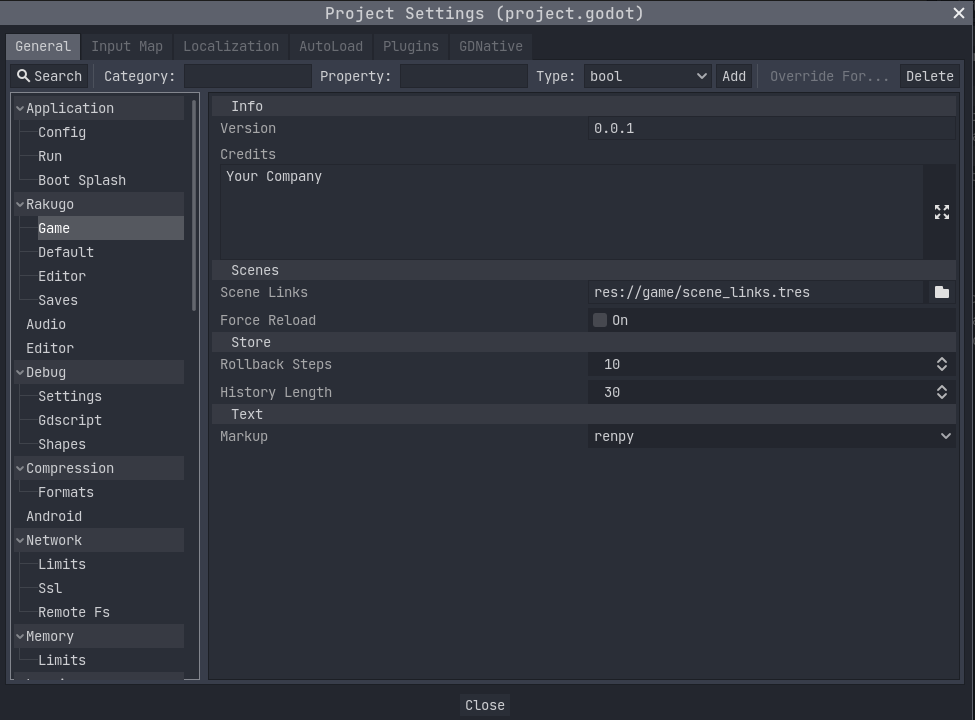 Project Settings (project.godot)
General Input Map Localization AutoLoad Plugins GDNative
Search Category: Property: Type: bool Add Override For... Delete
Application
Config
Run
Boot Splash
Rakugo
Game
Default
Editor
Saves
Audio
Editor
Debug
Settings
Gdscript
Shapes
Compression
Formats
Android
Network
Limits
Ssl
Remote Fs
Memory
Limits
Info
Version 0.0.1
Credits
Your Company
Scenes
Scene Links res://game/scene_links.tres
Force Reload On
Store
Rollback Steps 10
History Length 30
Text
Markup renpy
Close